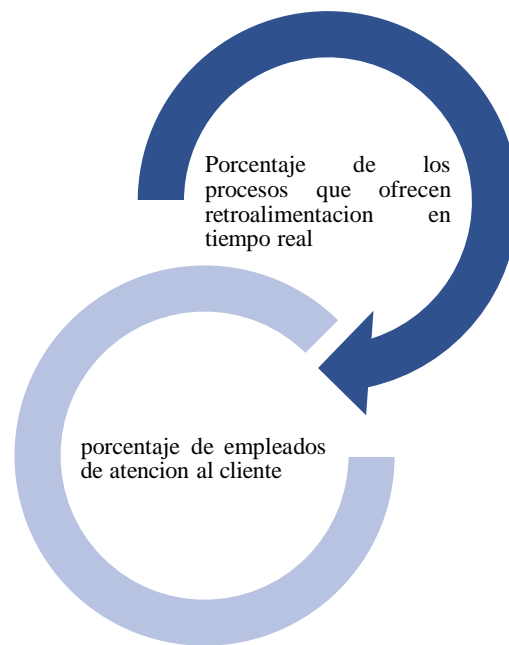 Porcentaje de los
procesos que ofrecen
retroalimentacion en
tiempo real
porcentaje de empleados
de atencion al cliente